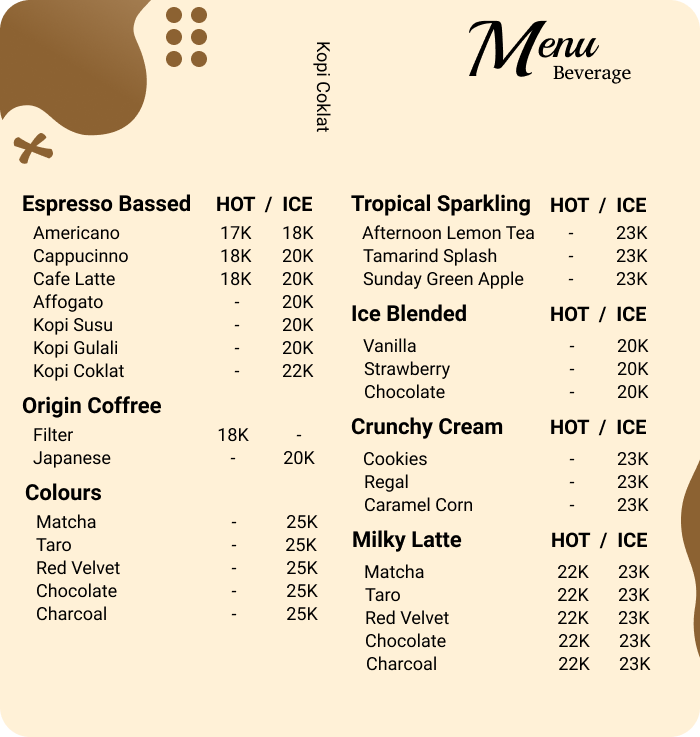 Menu
Beverage
Kopi Coklat
Espresso Bassed HOT / ICE
Americano 17K 18K
Cappucinno 18K 20K
Cafe Latte 18K 20K
Affogato - 20K
Kopi Susu - 20K
Kopi Gulali - 20K
Kopi Coklat - 22K
Origin Coffree
Filter 18K -
Japanese - 20K
Colours
Matcha - 25K
Taro - 25K
Red Velvet - 25K
Chocolate - 25K
Charcoal - 25K
Tropical Sparkling HOT / ICE
Afternoon Lemon Tea - 23K
Tamarind Splash - 23K
Sunday Green Apple - 23K
Ice Blended HOT / ICE
Vanilla - 20K
Strawberry - 20K
Chocolate - 20K
Crunchy Cream HOT / ICE
Cookies - 23K
Regal - 23K
Caramel Corn - 23K
Milky Latte HOT / ICE
Matcha 22K 23K
Taro 22K 23K
Red Velvet 22K 23K
Chocolate 22K 23K
Charcoal 22K 23K